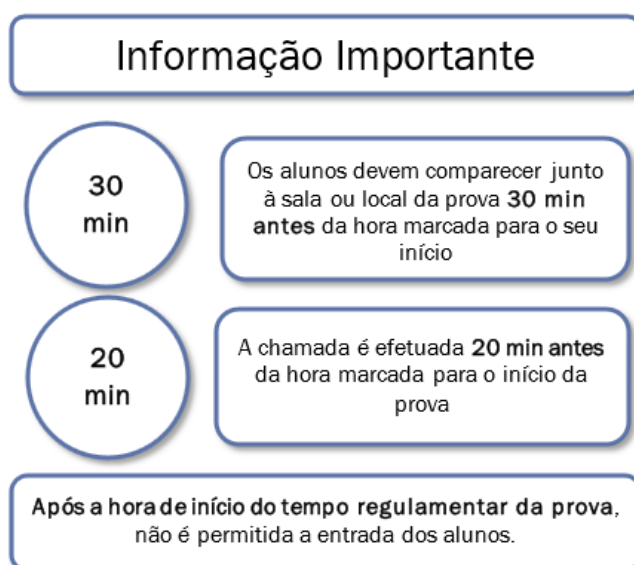 Informação Importante
30
min
Os alunos devem comparecer junto
à sala ou local da prova 30 min
antes da hora marcada para o seu
início
20
min
A chamada é efetuada 20 min antes
da hora marcada para o início da
prova
Após a hora de início do tempo regulamentar da prova,
não é permitida a entrada dos alunos.